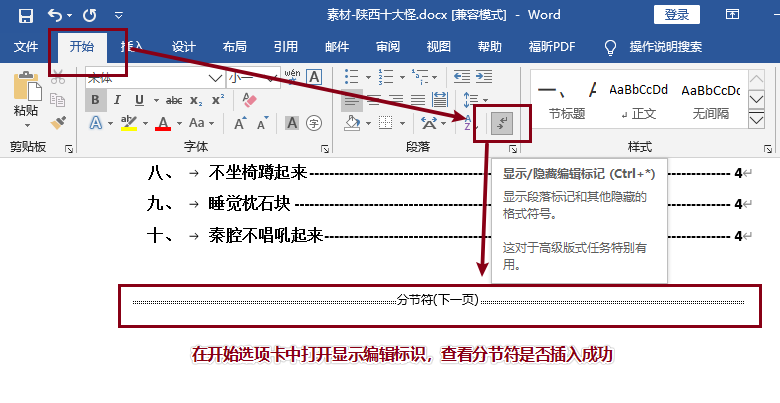 素材-陕西十大怪.docx [兼容模式] - Word
登录
文件 开始 插入 设计 布局 引用 邮件 审阅 视图 帮助 福昕PDF 操作说明搜索
粘贴
宋体 小一 wén A
B I U abc x₂ x²
A Aa A A A 字
剪贴板 字体 段落 样式
一、 AaBbCcDd AaBbCcDd
节标题 正文 无间隔
显示/隐藏编辑标记 (Ctrl+*)
显示段落标记和其他隐藏的
格式符号。
这对于高级版式任务特别有
用。
八、 → 不坐椅蹲起来 4
九、 → 睡觉枕石块 4
十、 → 秦腔不唱吼起来 4
分节符(下一页)
在开始选项卡中打开显示编辑标识，查看分节符是否插入成功